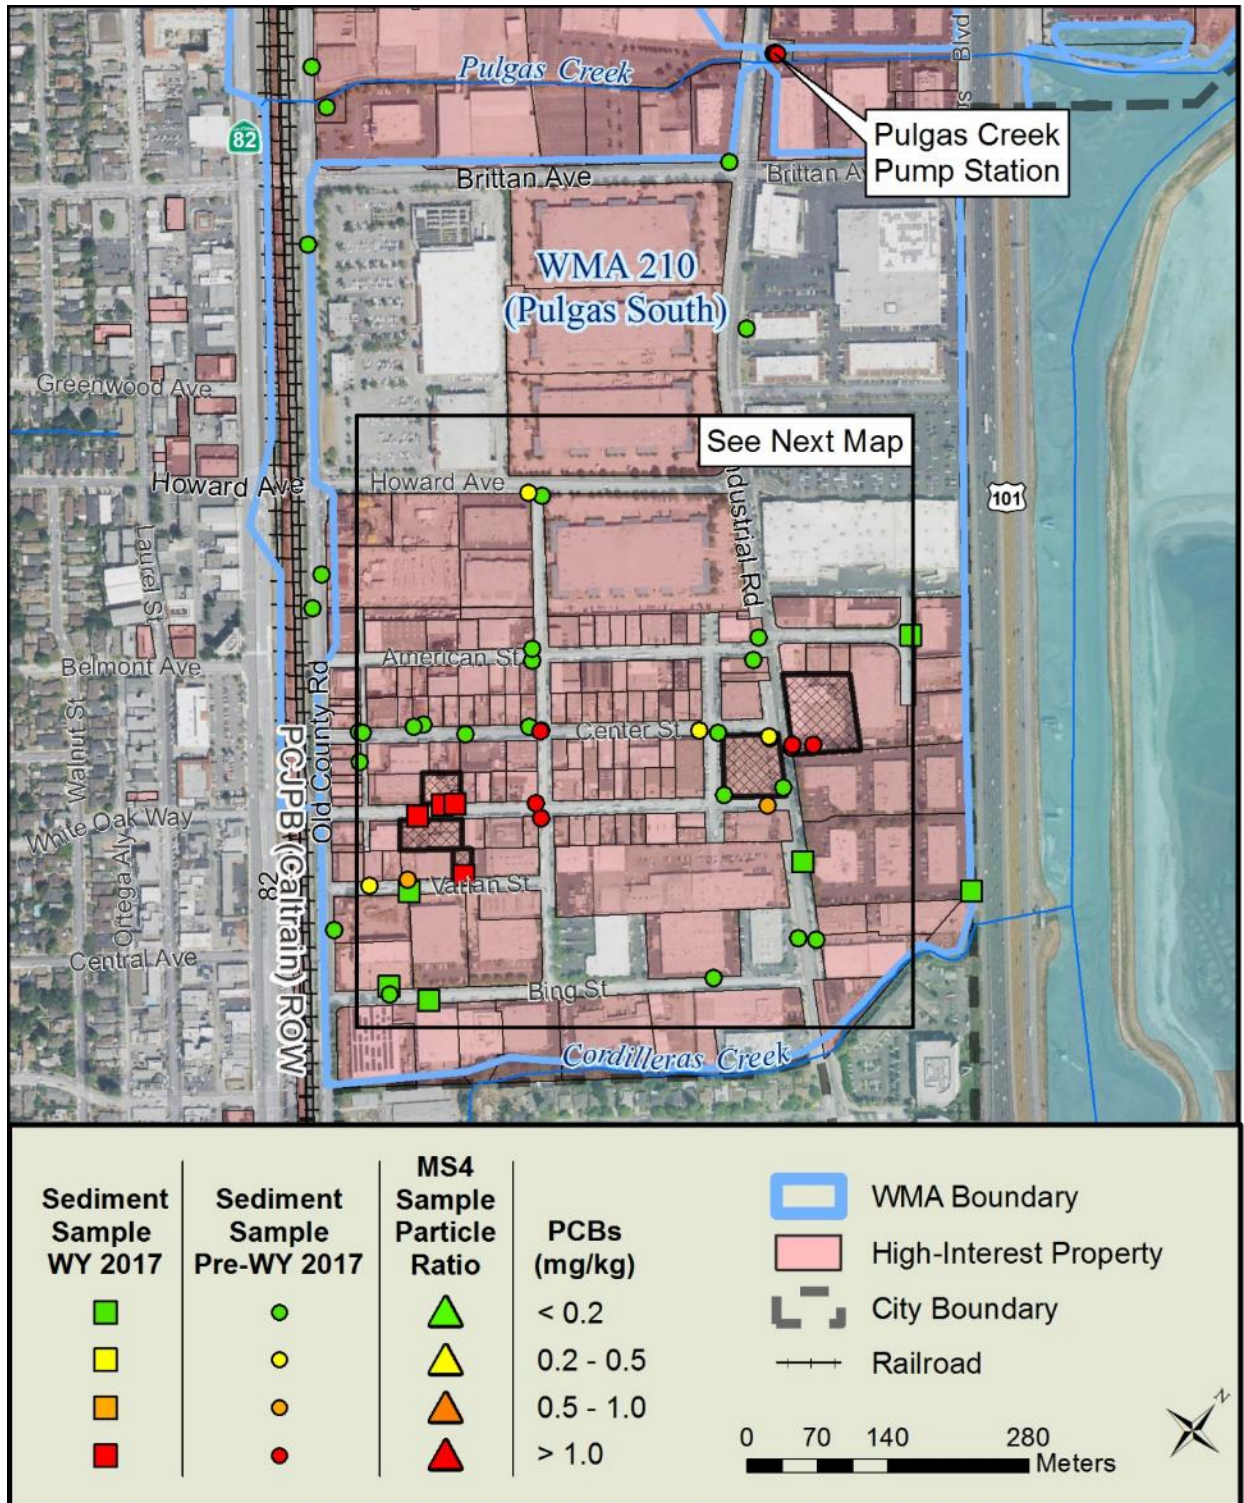 Pulgas Creek
Blvd
82
Pulgas Creek
Pump Station
Brittan Ave
Brittan Av
WMA 210
(Pulgas South)
Greenwood Ave
See Next Map
Howard Ave
Howard Ave
101
Industrial Rd
Laurel St
American St
Belmont Ave
Old County Rd
Walnut St
Center St
PCJPB (Caltrain) ROW
White Oak Way
82
Varian St
Ortega Aly
Central Ave
Bing St
Cordilleras Creek
Sediment
Sample
WY 2017
Sediment
Sample
Pre-WY 2017
MS4
Sample
Particle
Ratio
PCBs
(mg/kg)
< 0.2
0.2 - 0.5
0.5 - 1.0
> 1.0
WMA Boundary
High-Interest Property
City Boundary
Railroad
0 70 140 280
Meters
N